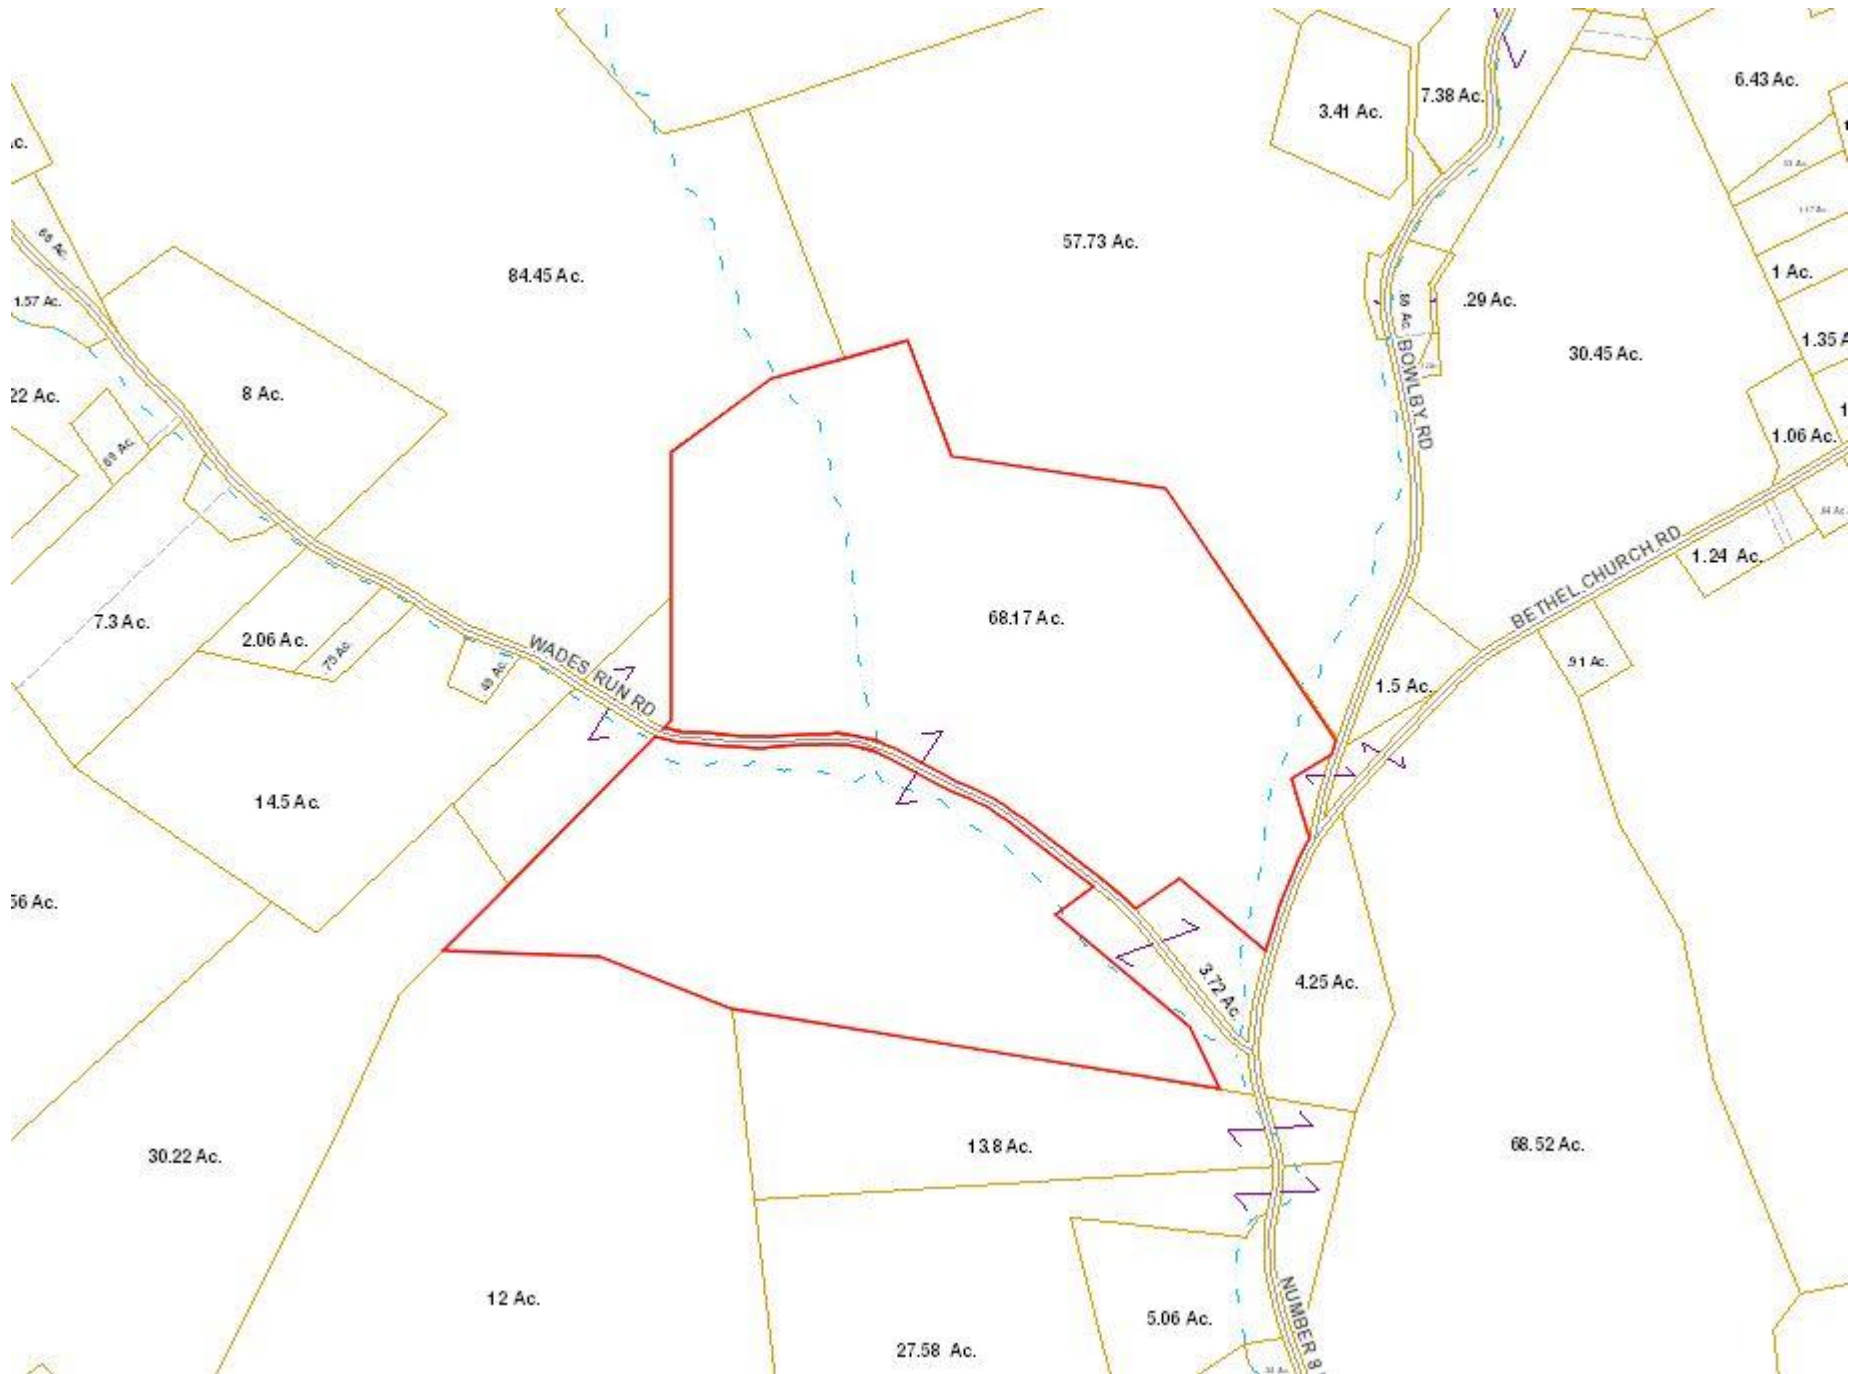 6.43 Ac.
7.38 Ac.
3.41 Ac.
57.73 Ac.
84.45 Ac.
1 Ac.
1.57 Ac.
.29 Ac.
1.35 A
30.45 Ac.
8 Ac.
22 Ac.
BOWLBY RD
1.06 Ac.
BETHEL CHURCH RD
1.24 Ac.
7.3 Ac.
68.17 Ac.
2.06 Ac.
.75 Ac.
WADES RUN RD
.91 Ac.
1.5 Ac.
14.5 Ac.
56 Ac.
3.72 Ac.
4.25 Ac.
13.8 Ac.
68.52 Ac.
30.22 Ac.
12 Ac.
5.06 Ac.
NUMBER 8
27.58 Ac.